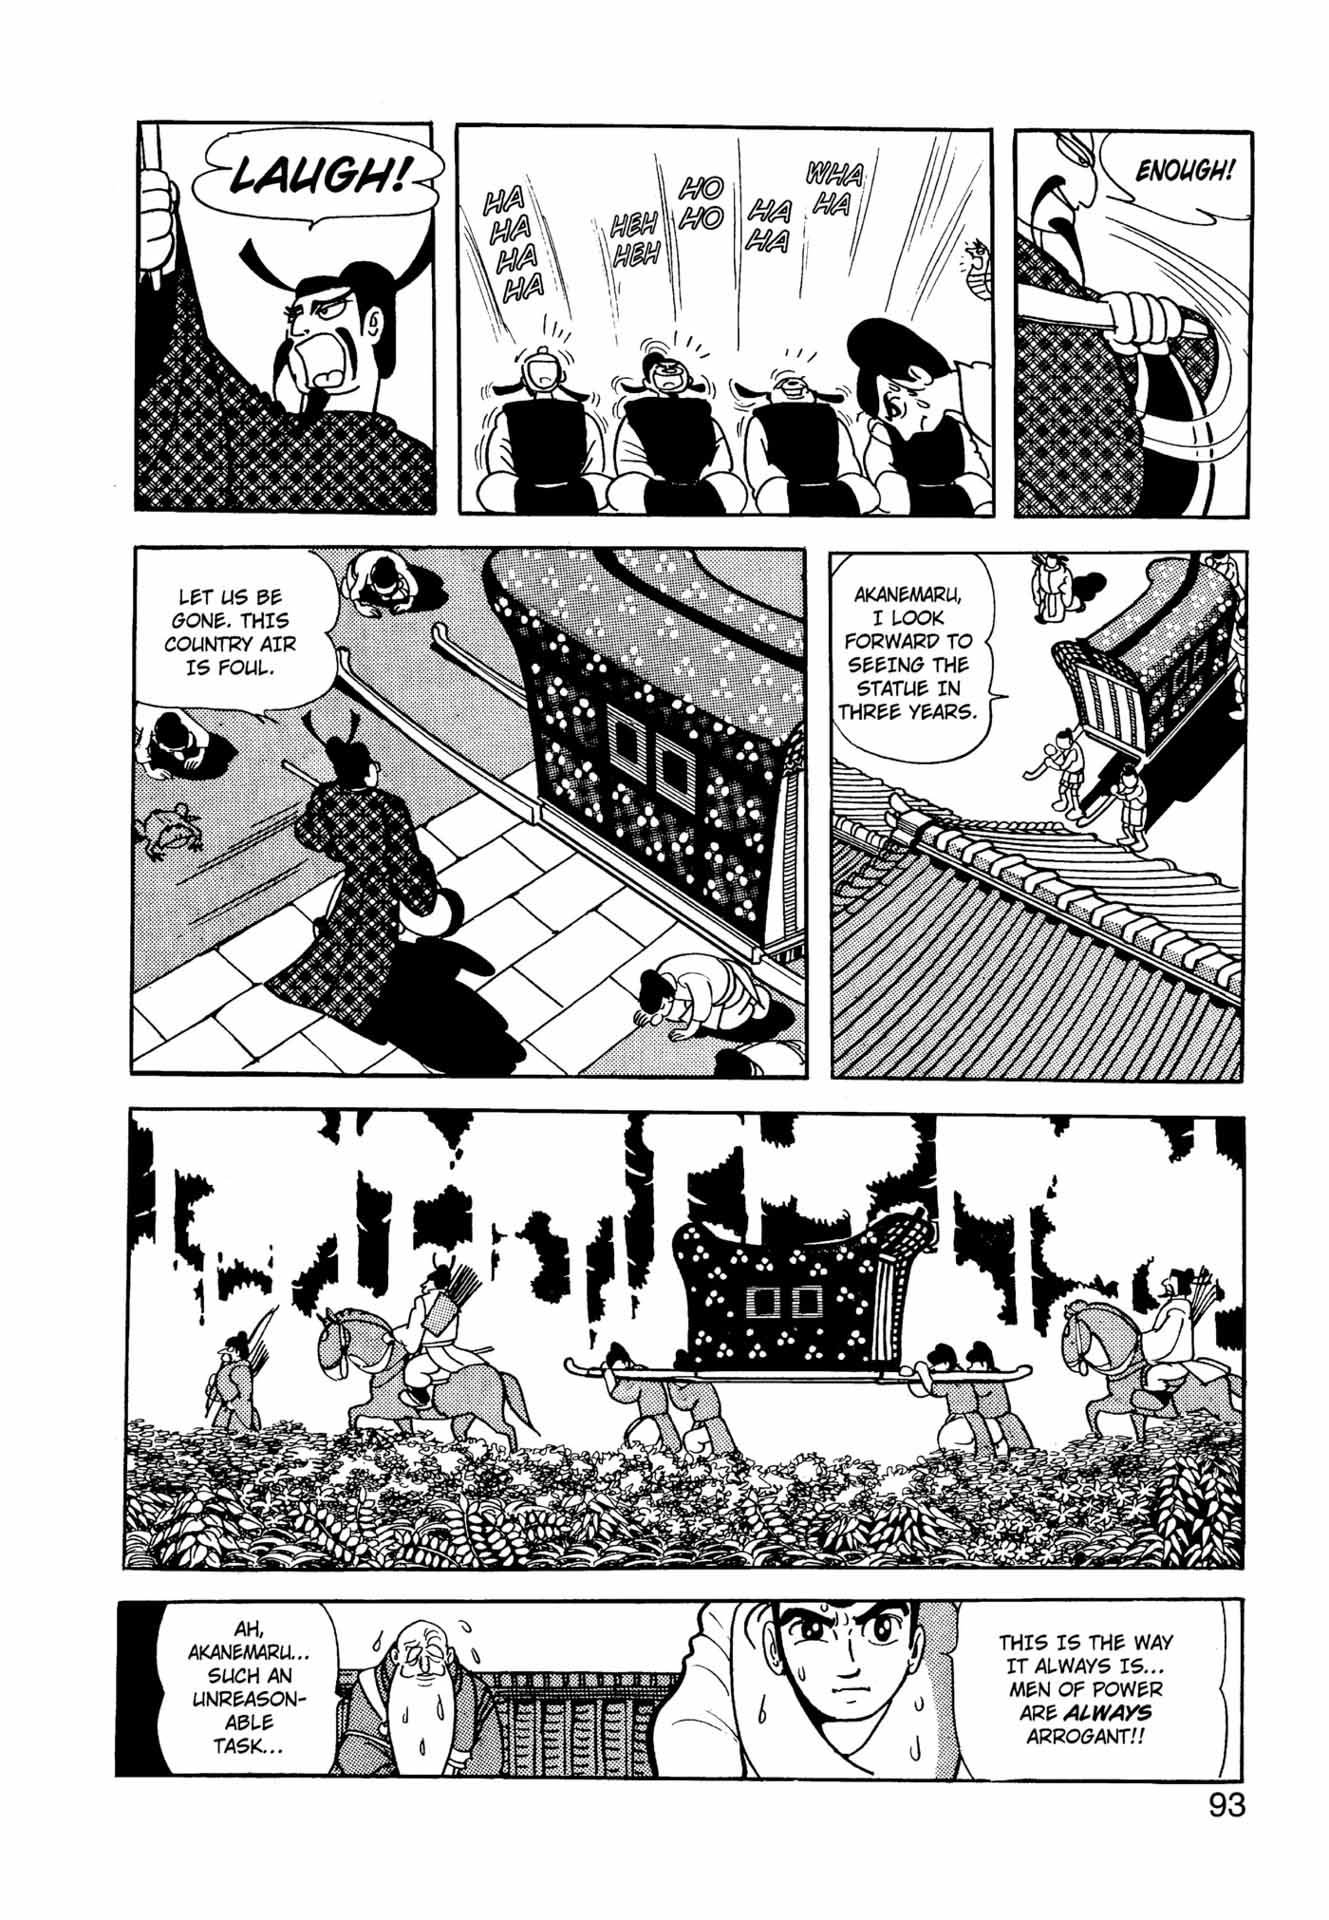 LAUGH!
HA
HA
HA
HA
HEH
HEH
HO
HO
HA
HA
WHA
HA
ENOUGH!
LET US BE
GONE. THIS
COUNTRY AIR
IS FOUL.
AKANEMARU,
I LOOK
FORWARD TO
SEEING THE
STATUE IN
THREE YEARS.
AH,
AKANEMARU...
SUCH AN
UNREASON-
ABLE
TASK...
THIS IS THE WAY
IT ALWAYS IS...
MEN OF POWER
ARE ALWAYS
ARROGANT!!
93